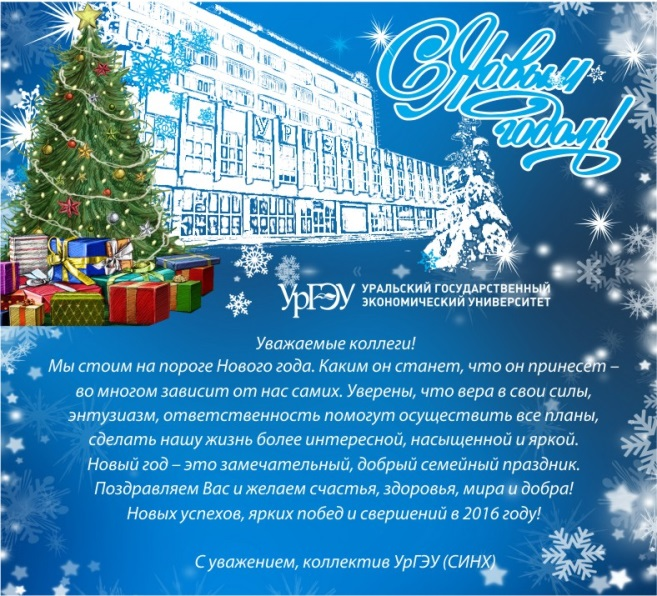 С Новым
годом!
УрГЭУ
УрГЭУ УРАЛЬСКИЙ ГОСУДАРСТВЕННЫЙ
ЭКОНОМИЧЕСКИЙ УНИВЕРСИТЕТ
Уважаемые коллеги!
Мы стоим на пороге Нового года. Каким он станет, что он принесет –
во многом зависит от нас самих. Уверены, что вера в свои силы,
энтузиазм, ответственность помогут осуществить все планы,
сделать нашу жизнь более интересной, насыщенной и яркой.
Новый год – это замечательный, добрый семейный праздник.
Поздравляем Вас и желаем счастья, здоровья, мира и добра!
Новых успехов, ярких побед и свершений в 2016 году!
С уважением, коллектив УрГЭУ (СИНХ)